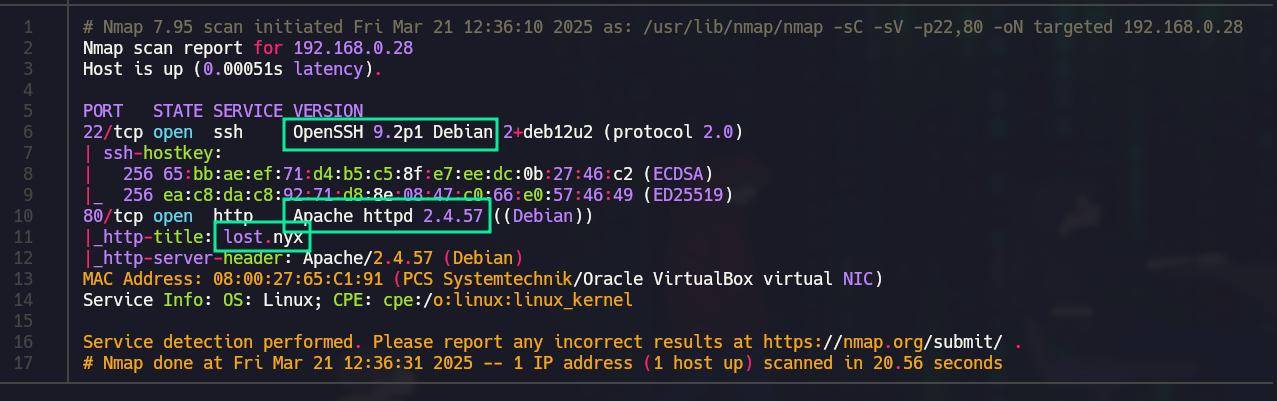 1 # Nmap 7.95 scan initiated Fri Mar 21 12:36:10 2025 as: /usr/lib/nmap/nmap -sC -sV -p22,80 -oN targeted 192.168.0.28
2 Nmap scan report for 192.168.0.28
3 Host is up (0.00051s latency).
4
5 PORT   STATE SERVICE VERSION
6 22/tcp open  ssh     OpenSSH 9.2p1 Debian 2+deb12u2 (protocol 2.0)
7 | ssh-hostkey:
8 |   256 65:bb:ae:ef:71:d4:b5:c5:8f:e7:ee:dc:0b:27:46:c2 (ECDSA)
9 |_  256 ea:c8:da:c8:92:71:d8:8e:08:47:c0:66:e0:57:46:49 (ED25519)
10 80/tcp open  http    Apache httpd 2.4.57 ((Debian))
11 |_http-title: lost.nyx
12 |_http-server-header: Apache/2.4.57 (Debian)
13 MAC Address: 08:00:27:65:C1:91 (PCS Systemtechnik/Oracle VirtualBox virtual NIC)
14 Service Info: OS: Linux; CPE: cpe:/o:linux:linux_kernel
15
16 Service detection performed. Please report any incorrect results at https://nmap.org/submit/ .
17 # Nmap done at Fri Mar 21 12:36:31 2025 -- 1 IP address (1 host up) scanned in 20.56 seconds